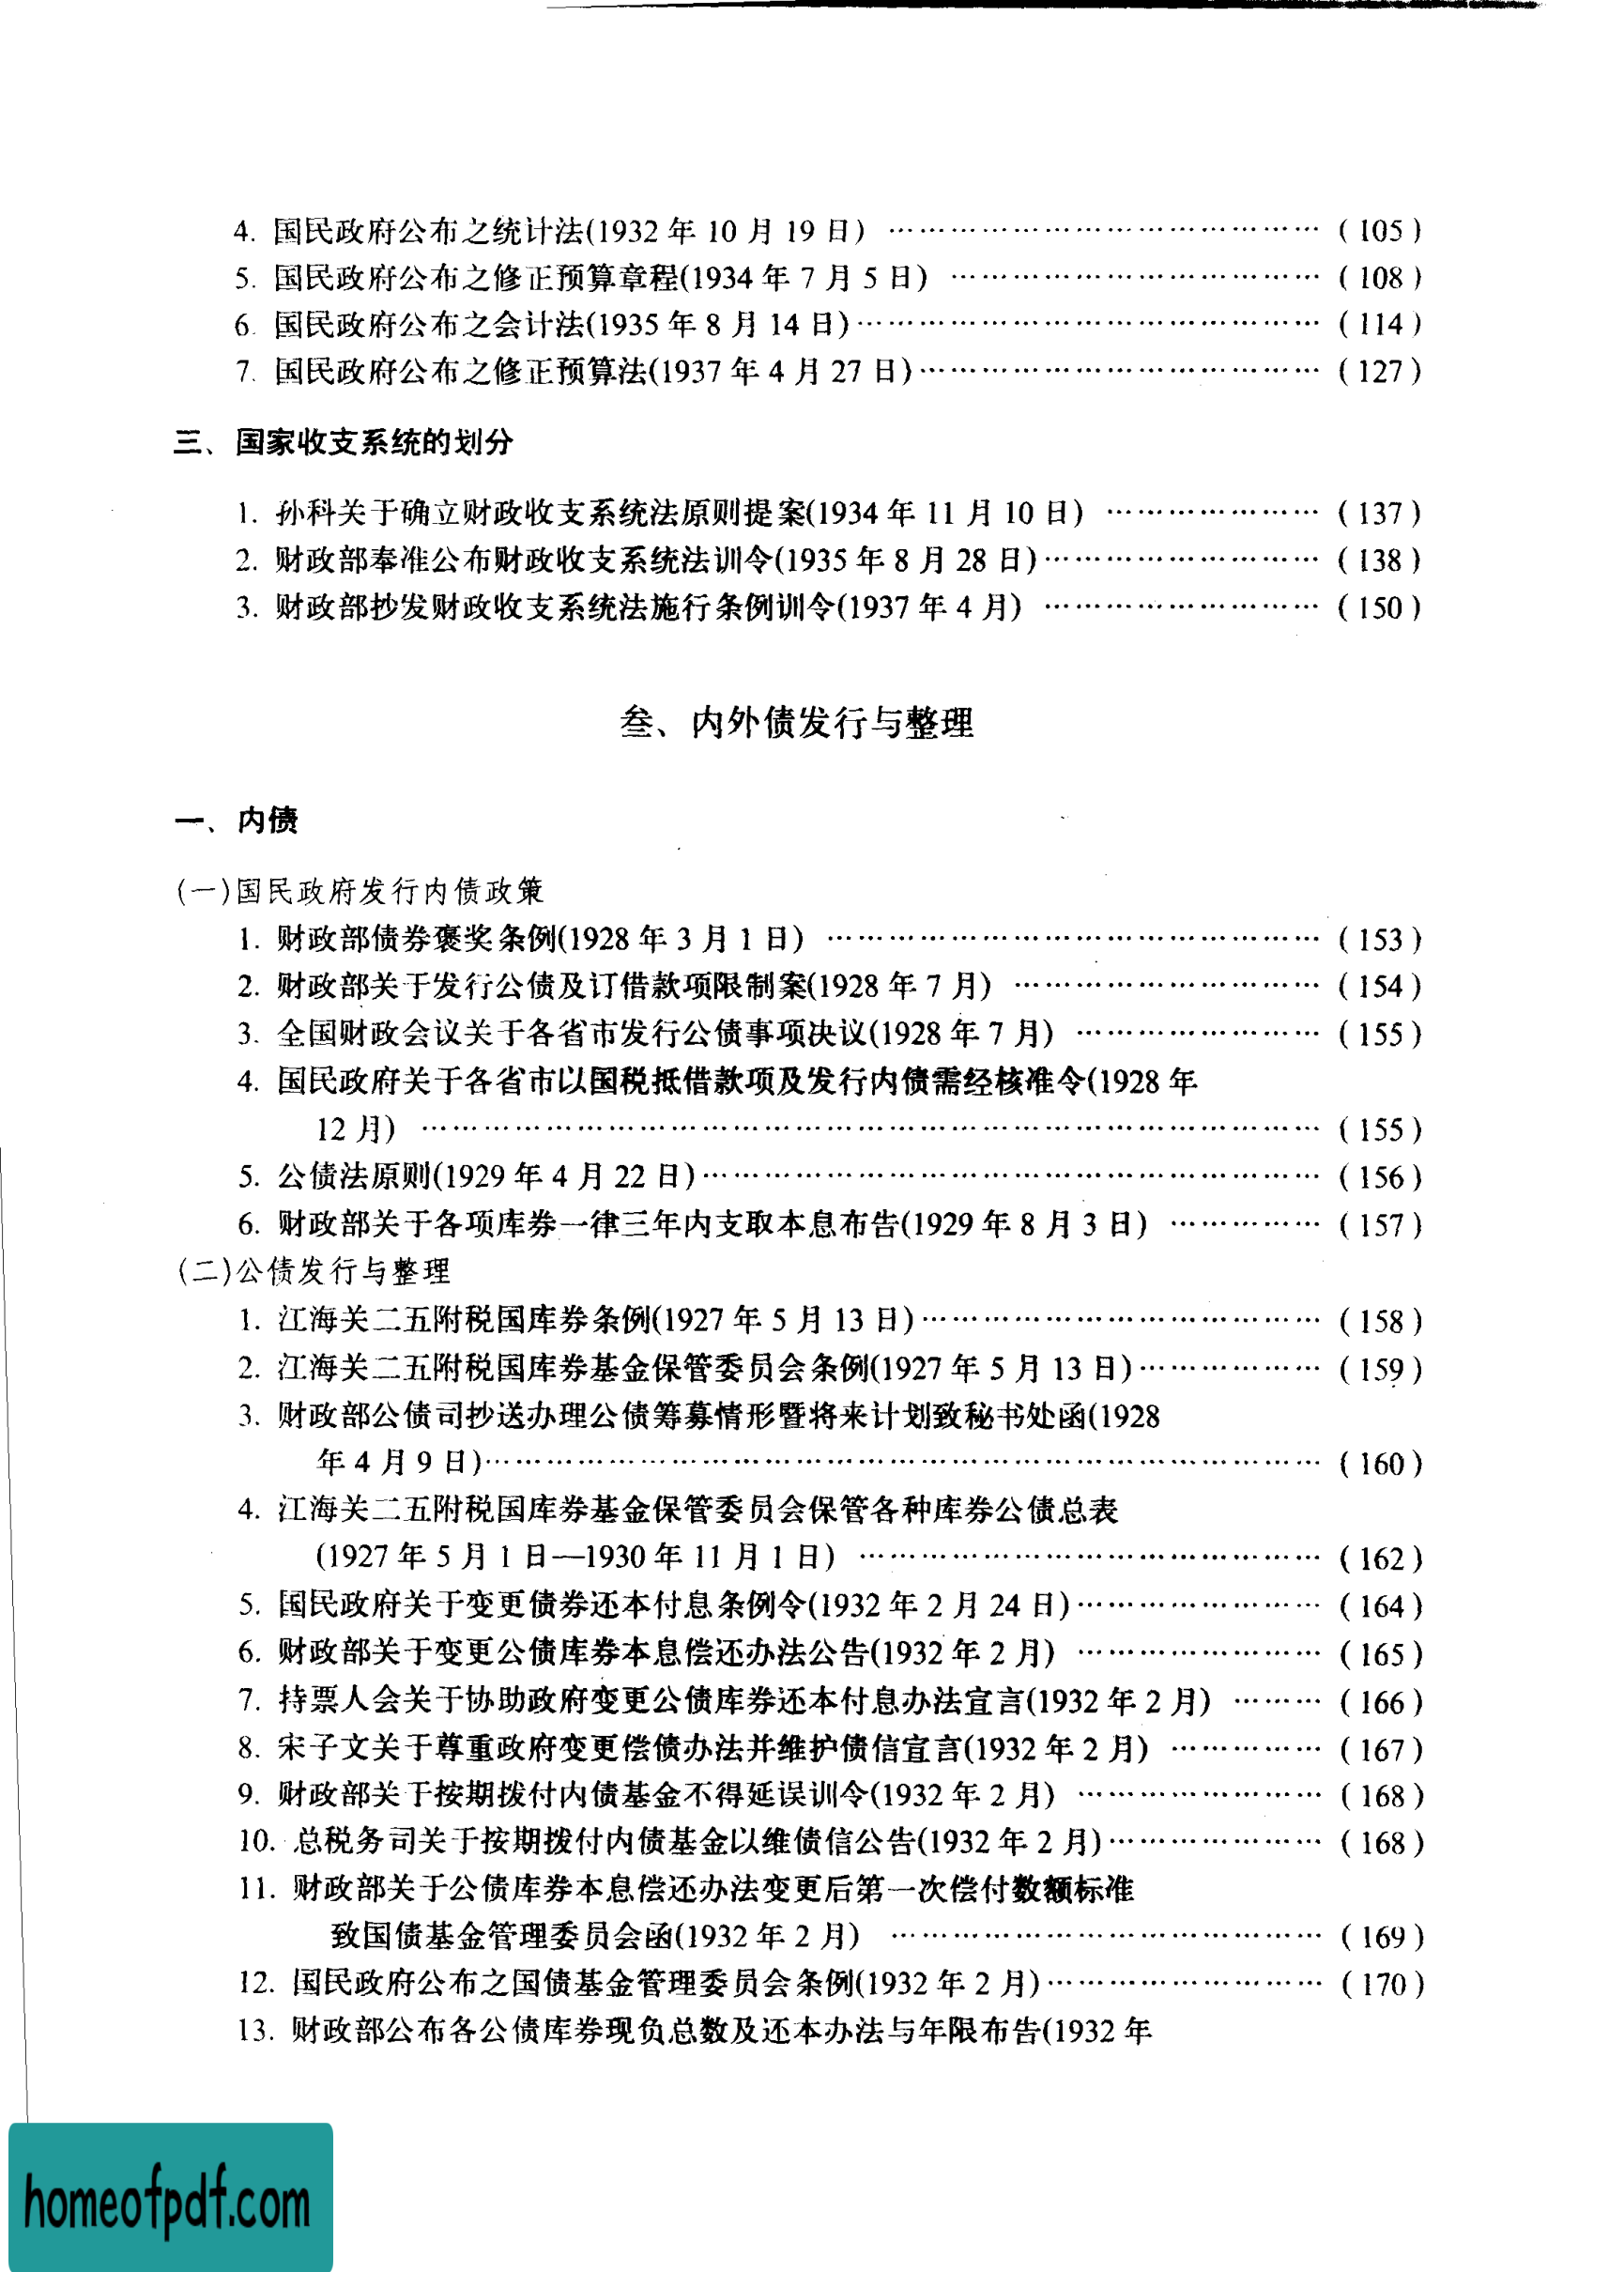 4. 国民政府公布之统计法(1932 年 10 月 19 日) ………………………………… ( 105 )
5. 国民政府公布之修正预算章程(1934 年 7 月 5 日) …………………………… ( 108 )
6. 国民政府公布之会计法(1935 年 8 月 14 日)…………………………………… ( 114 )
7. 国民政府公布之修正预算法(1937 年 4 月 27 日)……………………………… ( 127 )
三、国家收支系统的划分
1. 孙科关于确立财政收支系统法原则提案(1934 年 11 月 10 日) ……………… ( 137 )
2. 财政部奉准公布财政收支系统法训令(1935 年 8 月 28 日)…………………… ( 138 )
3. 财政部抄发财政收支系统法施行条例训令(1937 年 4 月) …………………… ( 150 )
叁、内外债发行与整理
一、内债
(一)国民政府发行内债政策
1. 财政部债券褒奖条例(1928 年 3 月 1 日) ……………………………………… ( 153 )
2. 财政部关于发行公债及订借款项限制案(1928 年 7 月) ……………………… ( 154 )
3. 全国财政会议关于各省市发行公债事项决议(1928 年 7 月) ………………… ( 155 )
4. 国民政府关于各省市以国税抵借款项及发行内债需经核准令(1928 年
12 月) …………………………………………………………………………… ( 155 )
5. 公债法原则(1929 年 4 月 22 日)……………………………………………… ( 156 )
6. 财政部关于各项库券一律三年内支取本息布告(1929 年 8 月 3 日) ………… ( 157 )
(二)公债发行与整理
1. 江海关二五附税国库券条例(1927 年 5 月 13 日)……………………………… ( 158 )
2. 江海关二五附税国库券基金保管委员会条例(1927 年 5 月 13 日)…………… ( 159 )
3. 财政部公债司抄送办理公债筹募情形暨将来计划致秘书处函(1928
年 4 月 9 日)…………………………………………………………………… ( 160 )
4. 江海关二五附税国库券基金保管委员会保管各种库券公债总表
(1927 年 5 月 1 日—1930 年 11 月 1 日) …………………………………… ( 162 )
5. 国民政府关于变更债券还本付息条例令(1932 年 2 月 24 日)………………… ( 164 )
6. 财政部关于变更公债库券本息偿还办法公告(1932 年 2 月) ………………… ( 165 )
7. 持票人会关于协助政府变更公债库券还本付息办法宣言(1932 年 2 月) ……… ( 166 )
8. 宋子文关于尊重政府变更偿债办法并维护债信宣言(1932 年 2 月) ………… ( 167 )
9. 财政部关于按期拨付内债基金不得延误训令(1932 年 2 月) ………………… ( 168 )
10. 总税务司关于按期拨付内债基金以维债信公告(1932 年 2 月)……………… ( 168 )
11. 财政部关于公债库券本息偿还办法变更后第一次偿付数额标准
致国债基金管理委员会函(1932 年 2 月) ………………………………… ( 169 )
12. 国民政府公布之国债基金管理委员会条例(1932 年 2 月)…………………… ( 170 )
13. 财政部公布各公债库券现负总数及还本办法与年限布告(1932 年
homeofpdf.com